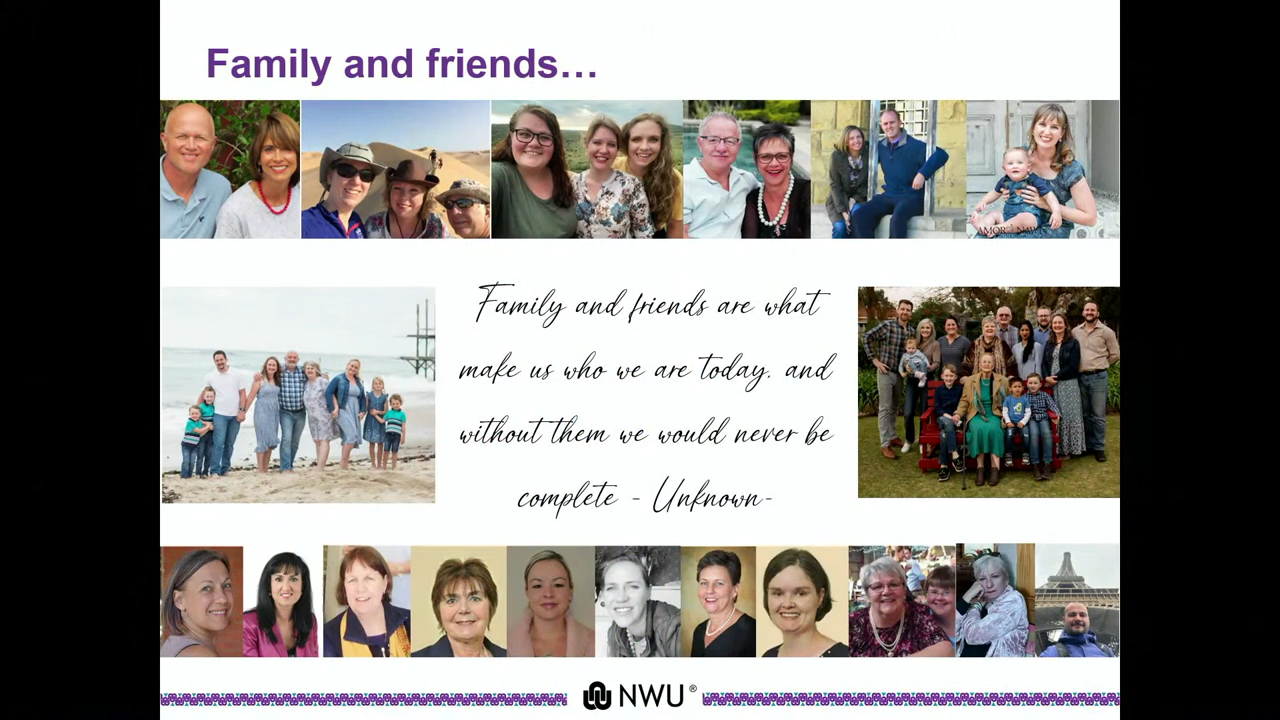 Family and friends…
Family and friends are what
make us who we are today, and
without them we would never be
complete - Unknown-
NWU®